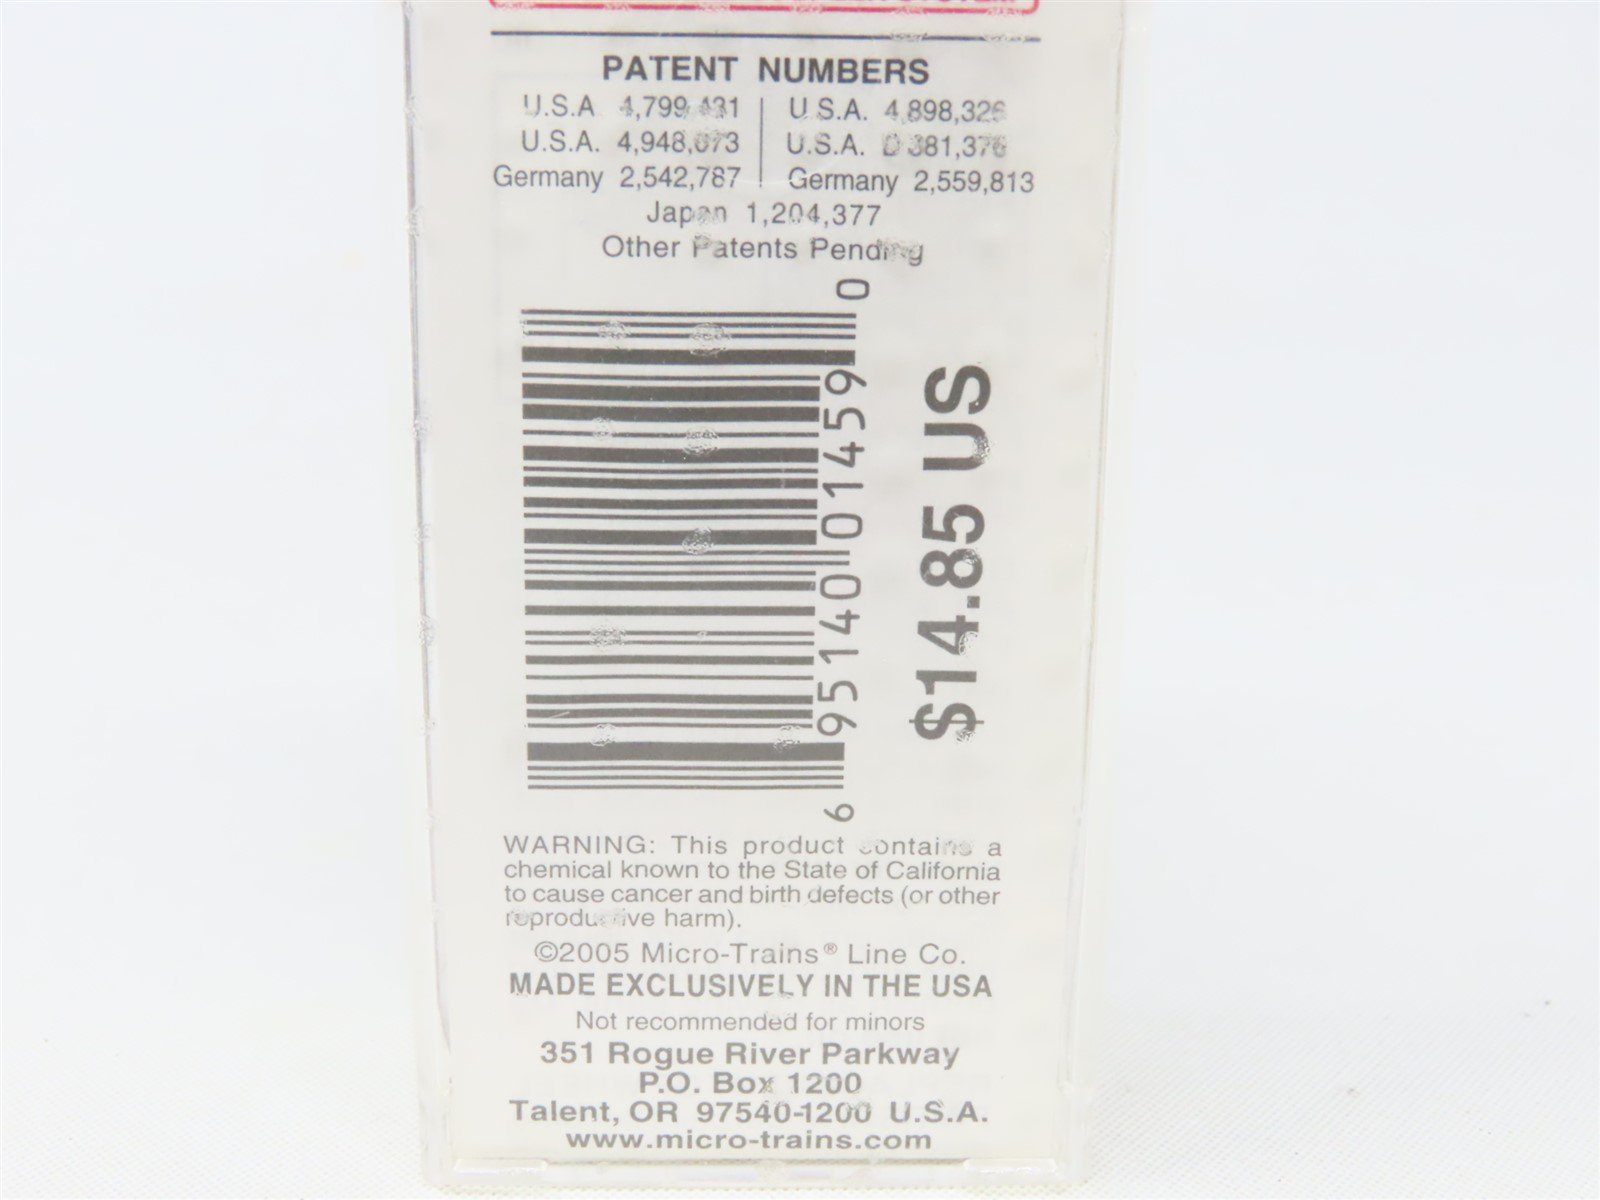 PATENT NUMBERS
U.S.A. 4,799,431 | U.S.A. 4,898,326
U.S.A. 4,948,073 | U.S.A. D 381,376
Germany 2,542,787 | Germany 2,559,813
Japan 1,204,377
Other Patents Pending
6 95140 01459 0
$14.85 US
WARNING: This product contains a
chemical known to the State of California
to cause cancer and birth defects (or other
reproductive harm).
©2005 Micro-Trains® Line Co.
MADE EXCLUSIVELY IN THE USA
Not recommended for minors
351 Rogue River Parkway
P.O. Box 1200
Talent, OR 97540-1200 U.S.A.
www.micro-trains.com